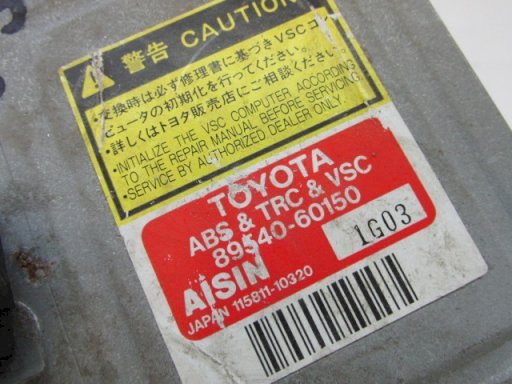 警告 CAUTION
・交換時は必ず修理書に基づきVSCコン
ピュータの初期化を行ってください。
・詳しくはトヨタ販売店にご相談ください。
・INITIALIZE THE VSC COMPUTER ACCORDING
TO THE REPAIR MANUAL BEFORE SERVICING
・SERVICE BY AUTHORIZED DEALER ONLY.
TOYOTA
ABS & TRC & VSC
89540-60150
1G03
AISIN
JAPAN 115811-10320